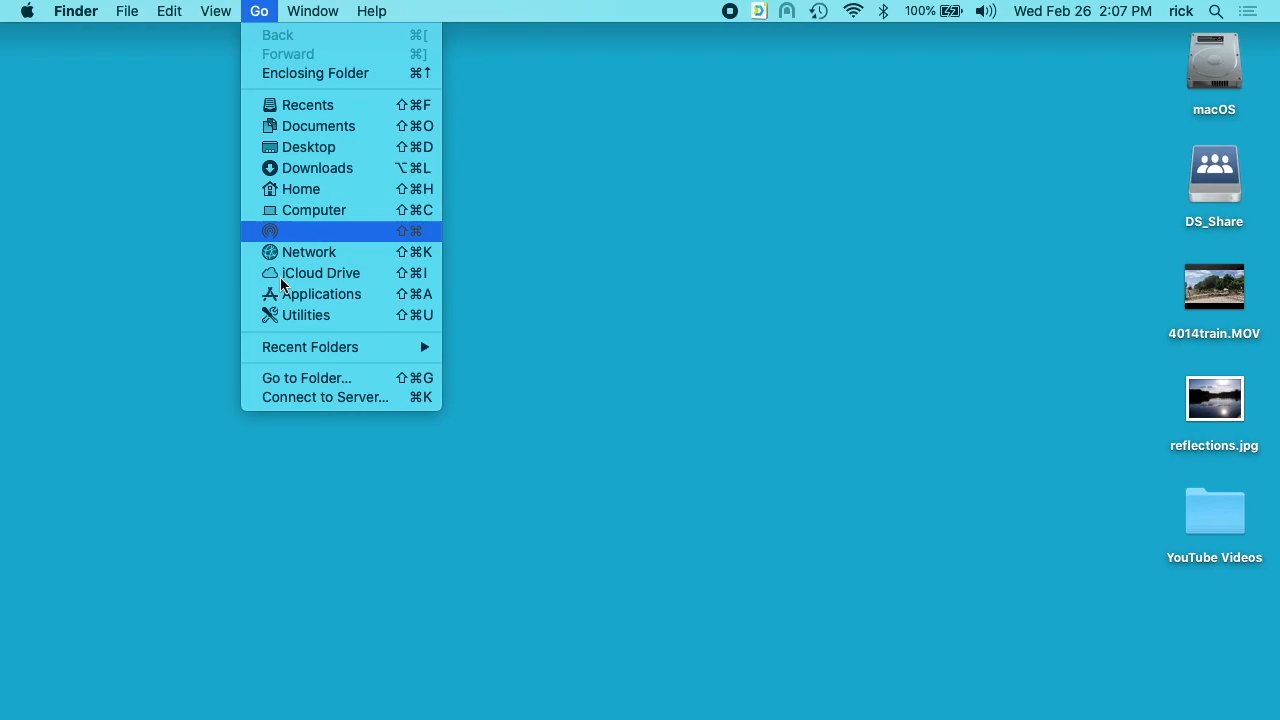 Finder File Edit View Go Window Help 100% Wed Feb 26 2:07 PM rick
Back ⌘[
Forward ⌘]
Enclosing Folder ⌘↑
Recents ⇧⌘F
Documents ⇧⌘O
Desktop ⇧⌘D
Downloads ⌥⌘L
Home ⇧⌘H
Computer ⇧⌘C
⇧⌘
Network ⇧⌘K
iCloud Drive ⇧⌘I
Applications ⇧⌘A
Utilities ⇧⌘U
Recent Folders ▶
Go to Folder... ⇧⌘G
Connect to Server... ⌘K
macOS
DS_Share
4014train.MOV
reflections.jpg
YouTube Videos